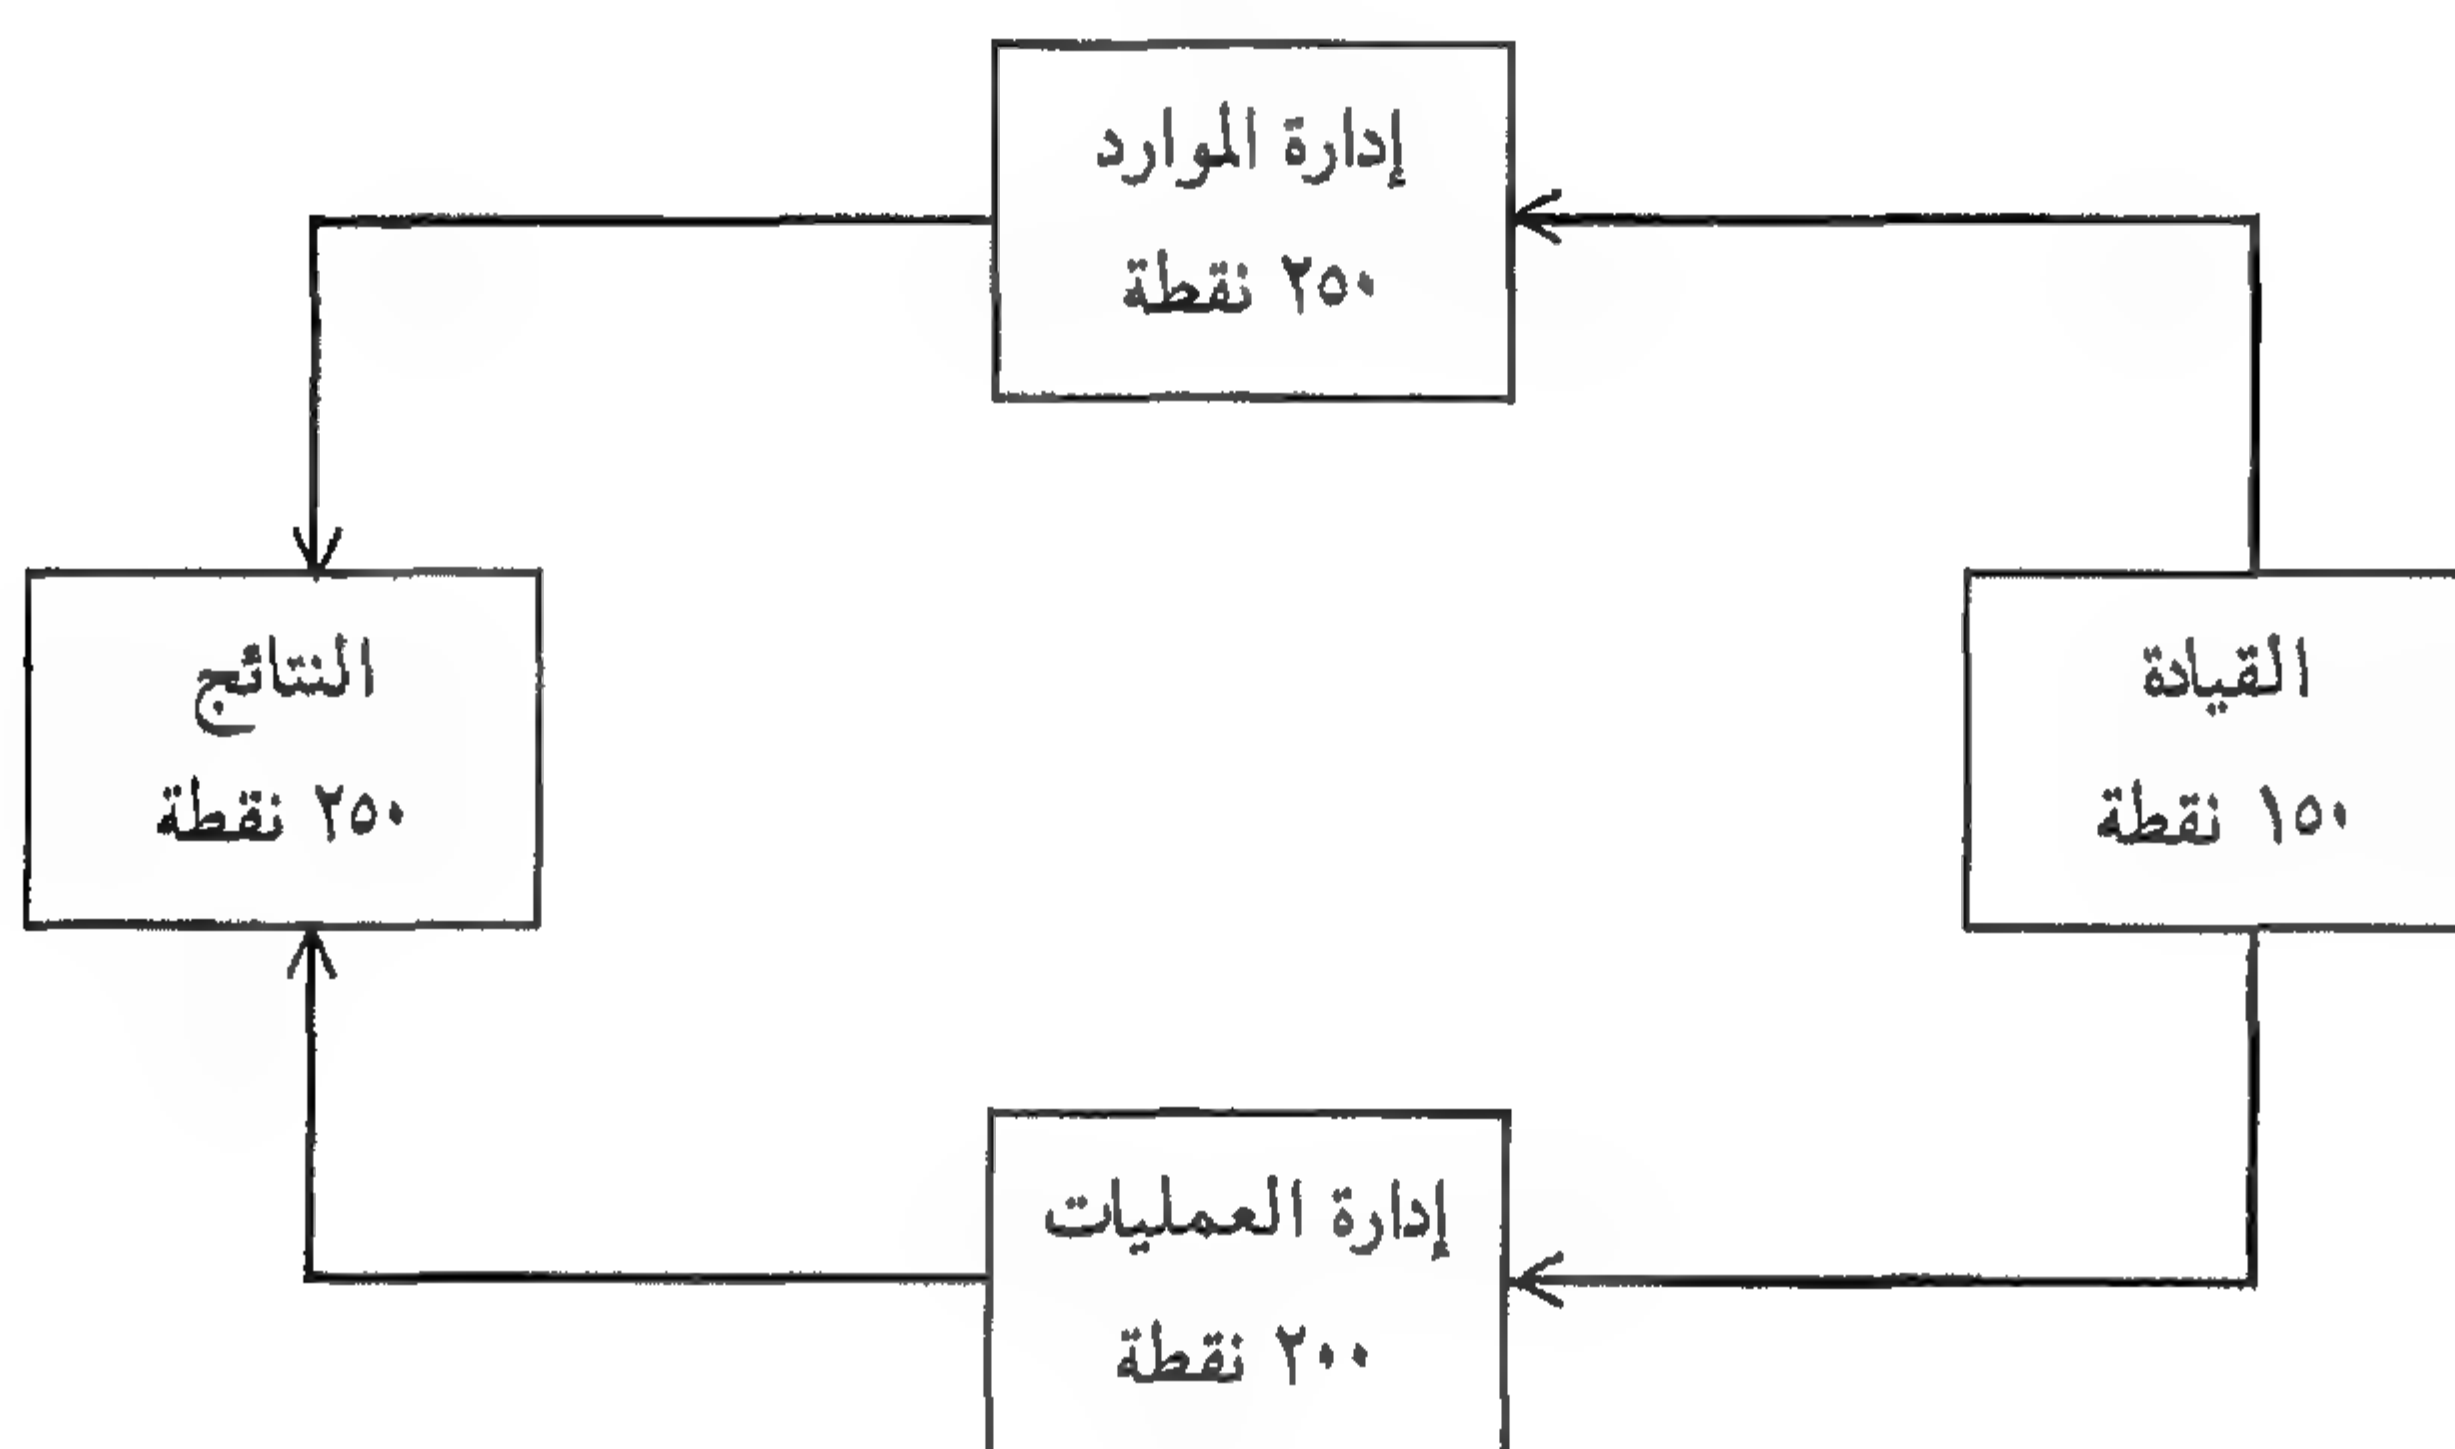 إدارة الموارد
٢٥٠ نقطة
القيادة
١٥٠ نقطة
النتائج
٢٥٠ نقطة
إدارة العمليات
٢٠٠ نقطة